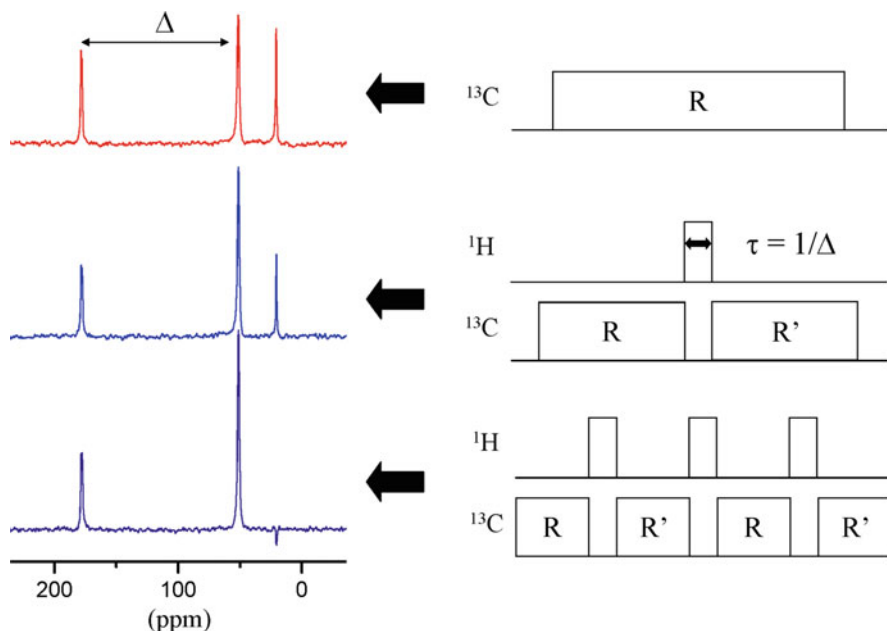 Δ
¹³C
R
¹H
τ = 1/Δ
¹³C
R
R'
¹H
¹³C
R
R'
R
R'
200
100
0
(ppm)